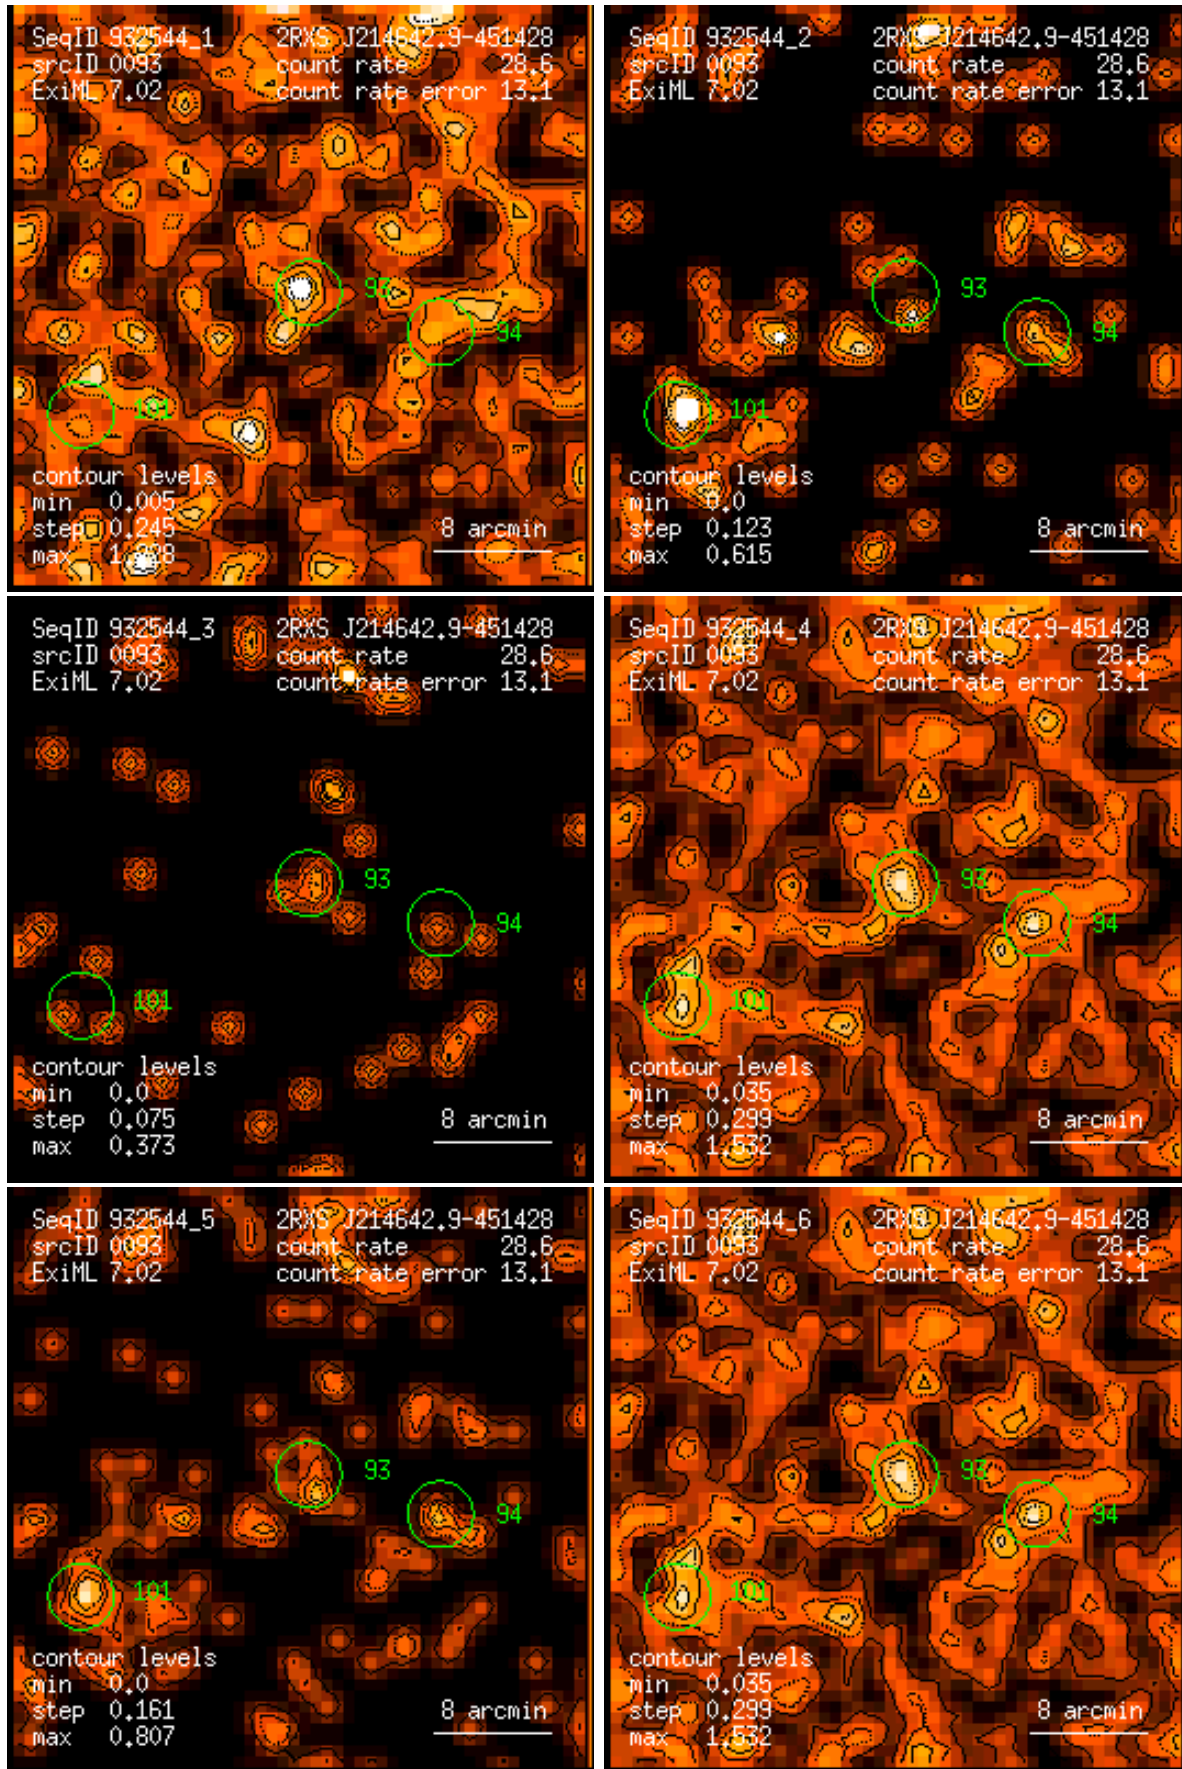 SeqID 932544_1 2RXS J214642.9-451428
srcID 0093 count rate 28.6
ExiML 7.02 count rate error 13.1
93
94
101
contour levels
min 0.005
step 0.245
max 1.228
8 arcmin
SeqID 932544_2 2RXS J214642.9-451428
srcID 0093 count rate 28.6
ExiML 7.02 count rate error 13.1
93
94
101
contour levels
min 0.0
step 0.123
max 0.615
8 arcmin
SeqID 932544_3 2RXS J214642.9-451428
srcID 0093 count rate 28.6
ExiML 7.02 count rate error 13.1
93
94
101
contour levels
min 0.0
step 0.075
max 0.373
8 arcmin
SeqID 932544_4 2RXS J214642.9-451428
srcID 0093 count rate 28.6
ExiML 7.02 count rate error 13.1
93
94
101
contour levels
min 0.035
step 0.299
max 1.532
8 arcmin
SeqID 932544_5 2RXS J214642.9-451428
srcID 0093 count rate 28.6
ExiML 7.02 count rate error 13.1
93
94
101
contour levels
min 0.0
step 0.161
max 0.807
8 arcmin
SeqID 932544_6 2RXS J214642.9-451428
srcID 0093 count rate 28.6
ExiML 7.02 count rate error 13.1
93
94
101
contour levels
min 0.035
step 0.299
max 1.532
8 arcmin